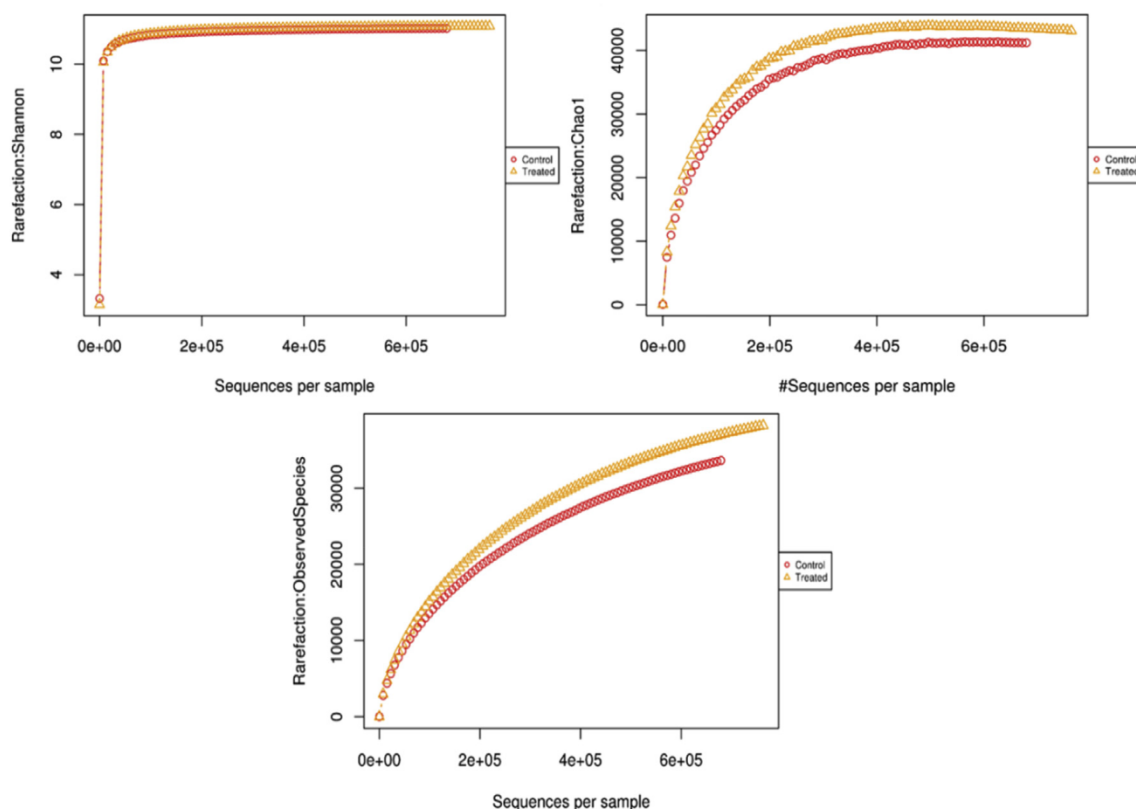 Rarefaction:Shannon
10
8
6
4
0e+00 2e+05 4e+05 6e+05
Sequences per sample
Control
Treated
Rarefaction:Chao1
40000
30000
20000
10000
0
0e+00 2e+05 4e+05 6e+05
#Sequences per sample
Control
Treated
Rarefaction:ObservedSpecies
30000
20000
10000
0
0e+00 2e+05 4e+05 6e+05
Sequences per sample
Control
Treated